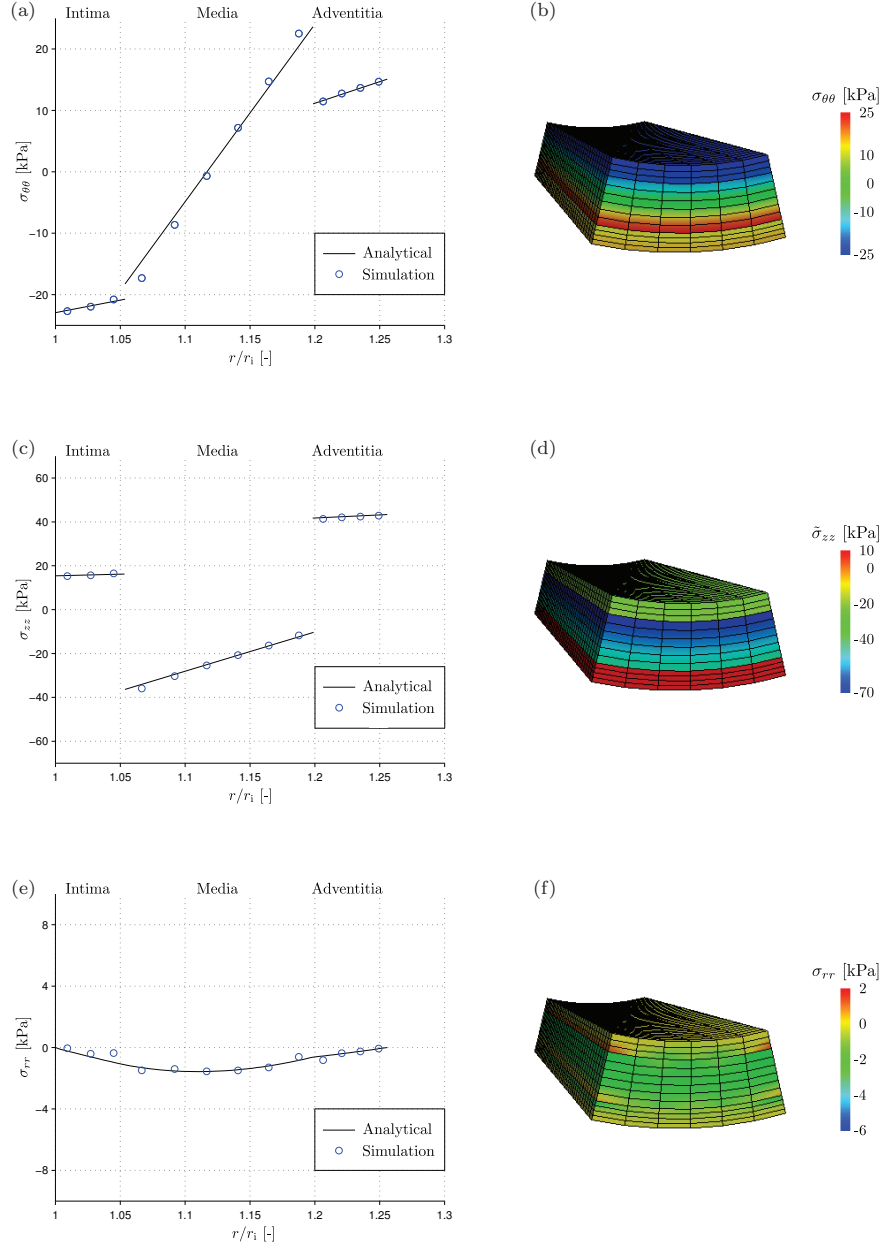 (a)
Intima Media Adventitia
20
10
0
−10
−20
σθθ [kPa]
Analytical
Simulation
1 1.05 1.1 1.15 1.2 1.25 1.3
r/ri [-]
(b)
σθθ [kPa]
25
20
10
0
-10
-20
-25
(c)
Intima Media Adventitia
60
40
20
0
−20
−40
−60
σzz [kPa]
Analytical
Simulation
1 1.05 1.1 1.15 1.2 1.25 1.3
r/ri [-]
(d)
σ̃zz [kPa]
10
0
-20
-40
-60
-70
(e)
Intima Media Adventitia
8
4
0
−4
−8
σrr [kPa]
Analytical
Simulation
1 1.05 1.1 1.15 1.2 1.25 1.3
r/ri [-]
(f)
σrr [kPa]
2
0
-2
-4
-6